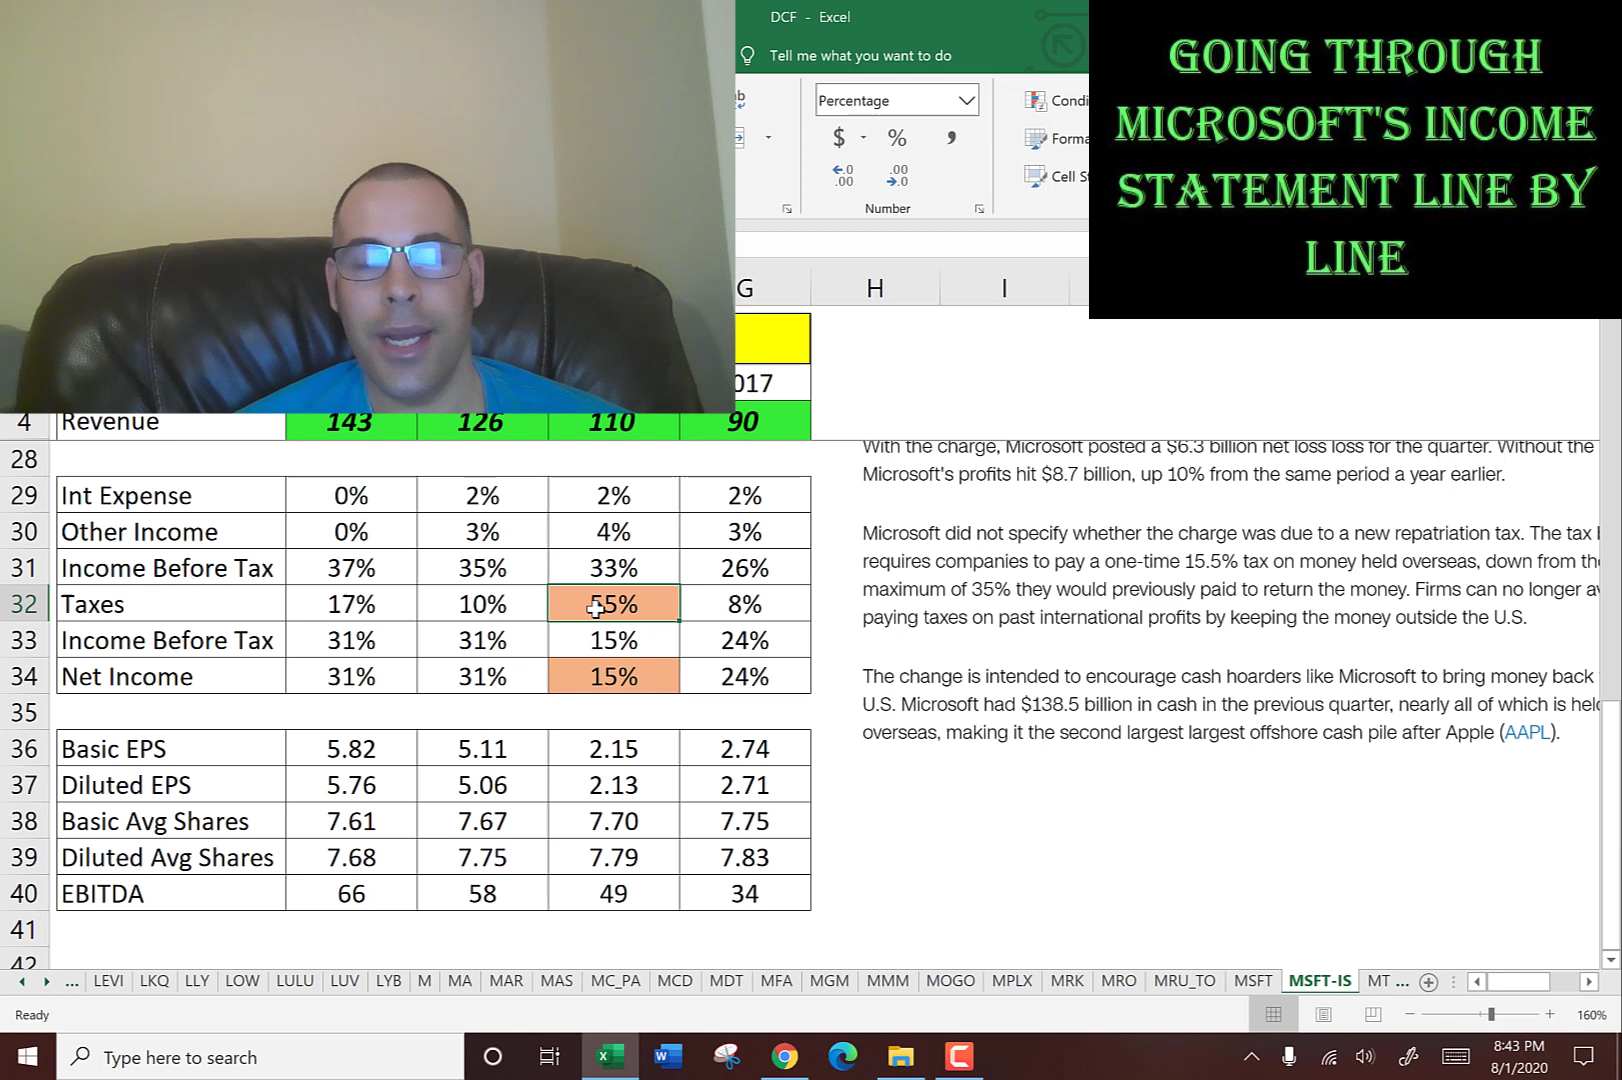 DCF - Excel
Tell me what you want to do
GOING THROUGH
MICROSOFT'S INCOME
STATEMENT LINE BY
LINE
Percentage
$ % ,
Condi
Forma
Cell S
Number
G H I
017
4 Revenue 143 126 110 90
28
29 Int Expense 0% 2% 2% 2%
30 Other Income 0% 3% 4% 3%
31 Income Before Tax 37% 35% 33% 26%
32 Taxes 17% 10% 55% 8%
33 Income Before Tax 31% 31% 15% 24%
34 Net Income 31% 31% 15% 24%
35
36 Basic EPS 5.82 5.11 2.15 2.74
37 Diluted EPS 5.76 5.06 2.13 2.71
38 Basic Avg Shares 7.61 7.67 7.70 7.75
39 Diluted Avg Shares 7.68 7.75 7.79 7.83
40 EBITDA 66 58 49 34
41
42
With the charge, Microsoft posted a $6.3 billion net loss loss for the quarter. Without the
Microsoft's profits hit $8.7 billion, up 10% from the same period a year earlier.
Microsoft did not specify whether the charge was due to a new repatriation tax. The tax
requires companies to pay a one-time 15.5% tax on money held overseas, down from the
maximum of 35% they would previously paid to return the money. Firms can no longer
paying taxes on past international profits by keeping the money outside the U.S.
The change is intended to encourage cash hoarders like Microsoft to bring money back
U.S. Microsoft had $138.5 billion in cash in the previous quarter, nearly all of which is held
overseas, making it the second largest largest offshore cash pile after Apple (AAPL).
... LEVI LKQ LLY LOW LULU LUV LYB M MA MAR MAS MC_PA MCD MDT MFA MGM MMM MOGO MPLX MRK MRO MRU_TO MSFT MSFT-IS MT ...
Ready
160%
Type here to search
8:43 PM
8/1/2020